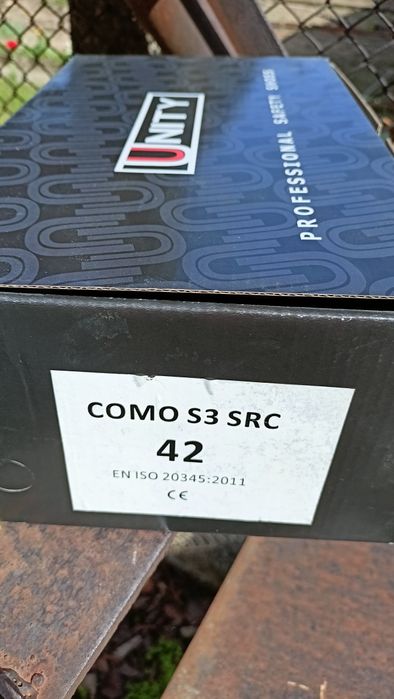 UNITY
PROFESSIONAL SAFETY SHOES
COMO S3 SRC
42
EN ISO 20345:2011
CE